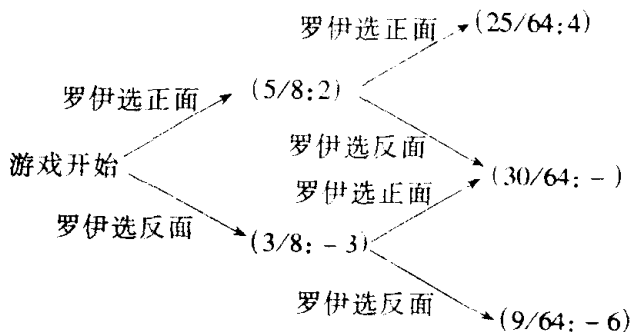 罗伊选正面
(25/64:4)
罗伊选正面
(5/8:2)
罗伊选反面
游戏开始
罗伊选正面
(30/64: - )
罗伊选反面
(3/8: - 3)
罗伊选反面
(9/64: - 6)